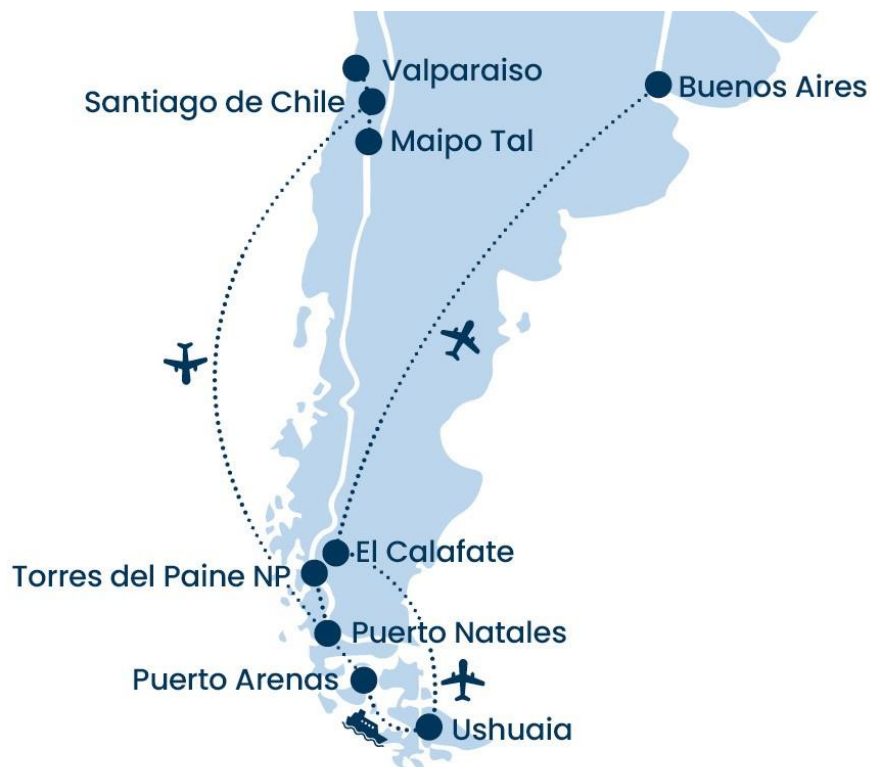 Valparaiso
Buenos Aires
Santiago de Chile
Maipo Tal
El Calafate
Torres del Paine NP
Puerto Natales
Puerto Arenas
Ushuaia